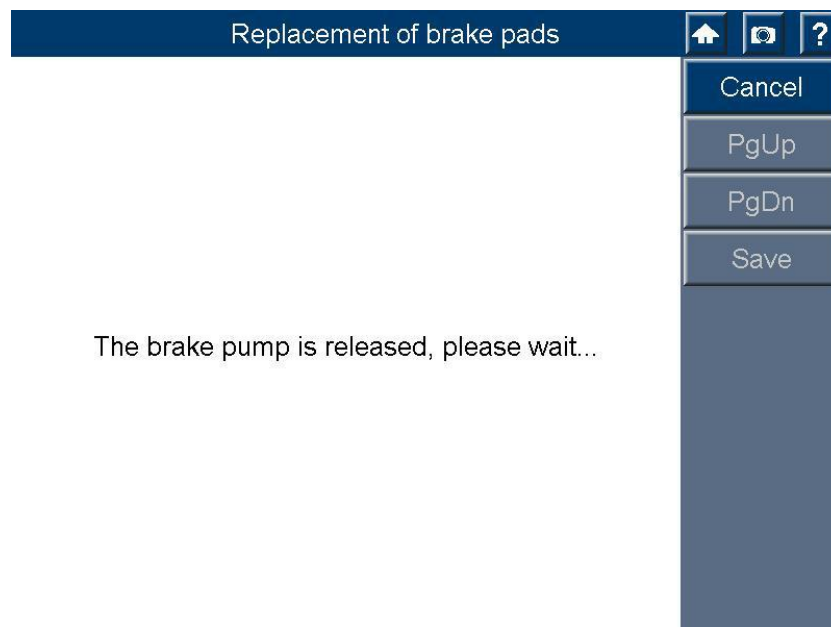 Replacement of brake pads
?
Cancel
PgUp
PgDn
Save
The brake pump is released, please wait...